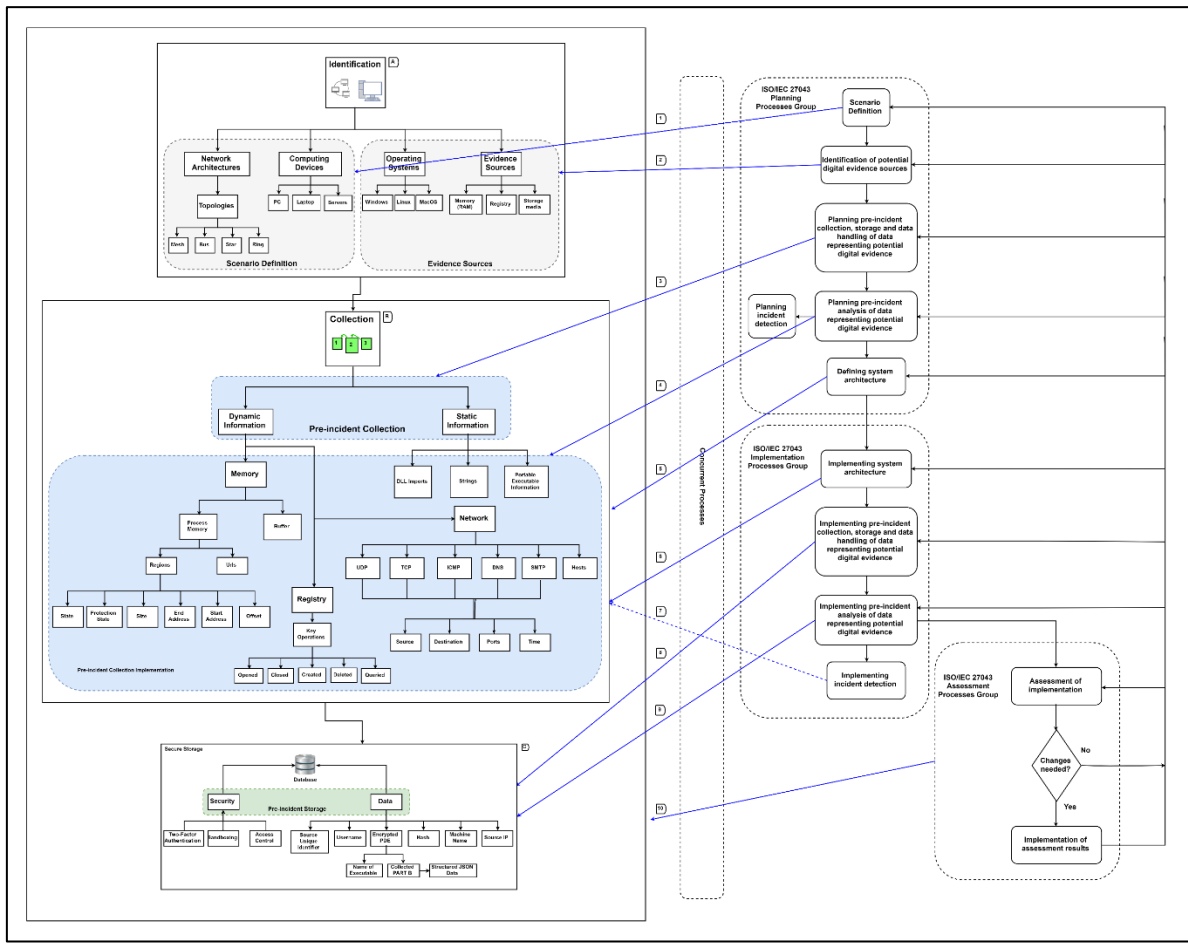 Identification
A
Network
Architectures
Computing
Devices
Operating
Systems
Evidence
Sources
Topologies
PC
Laptop
Servers
Windows
Linux
MacOS
Memory
(RAM)
Registry
Storage
media
Mesh
Bus
Star
Ring
Scenario Definition
Evidence Sources
Collection
B
1
2
3
Dynamic
Information
Static
Information
Pre-incident Collection
Memory
DLL Imports
Strings
Portable
Executable
Information
Process
Memory
Buffer
Network
Regions
Urls
UDP
TCP
ICMP
DNS
SMTP
Hosts
Registry
State
Protection
State
Size
End
Address
Start
Address
Offset
Key
Operations
Source
Destination
Ports
Time
Pre-incident Collection Implementation
Opened
Closed
Created
Deleted
Queried
Secure Storage
Database
Security
Data
Pre-incident Storage
Two-Factor
Authentication
Sandboxing
Access
Control
Source
Unique
Identifier
Username
Encrypted
PDE
Hash
Machine
Name
Source IP
Name of
Executable
Collected
PART B
Structured JSON
Data
1
2
3
4
5
6
7
8
9
10
Concurrent Processes
ISO/IEC 27043
Planning
Processes Group
Scenario
Definition
Identification of potential
digital evidence sources
Planning pre-incident
collection, storage and data
handling of data
representing potential
digital evidence
Planning
incident
detection
Planning pre-incident
analysis of data
representing potential
digital evidence
Defining system
architecture
ISO/IEC 27043
Implementation
Processes Group
Implementing system
architecture
Implementing pre-incident
collection, storage and data
handling of data
representing potential
digital evidence
Implementing pre-incident
analysis of data
representing potential
digital evidence
Implementing
incident detection
ISO/IEC 27043
Assessment
Processes Group
Assessment of
implementation
Changes
needed?
No
Yes
Implementation of
assessment results